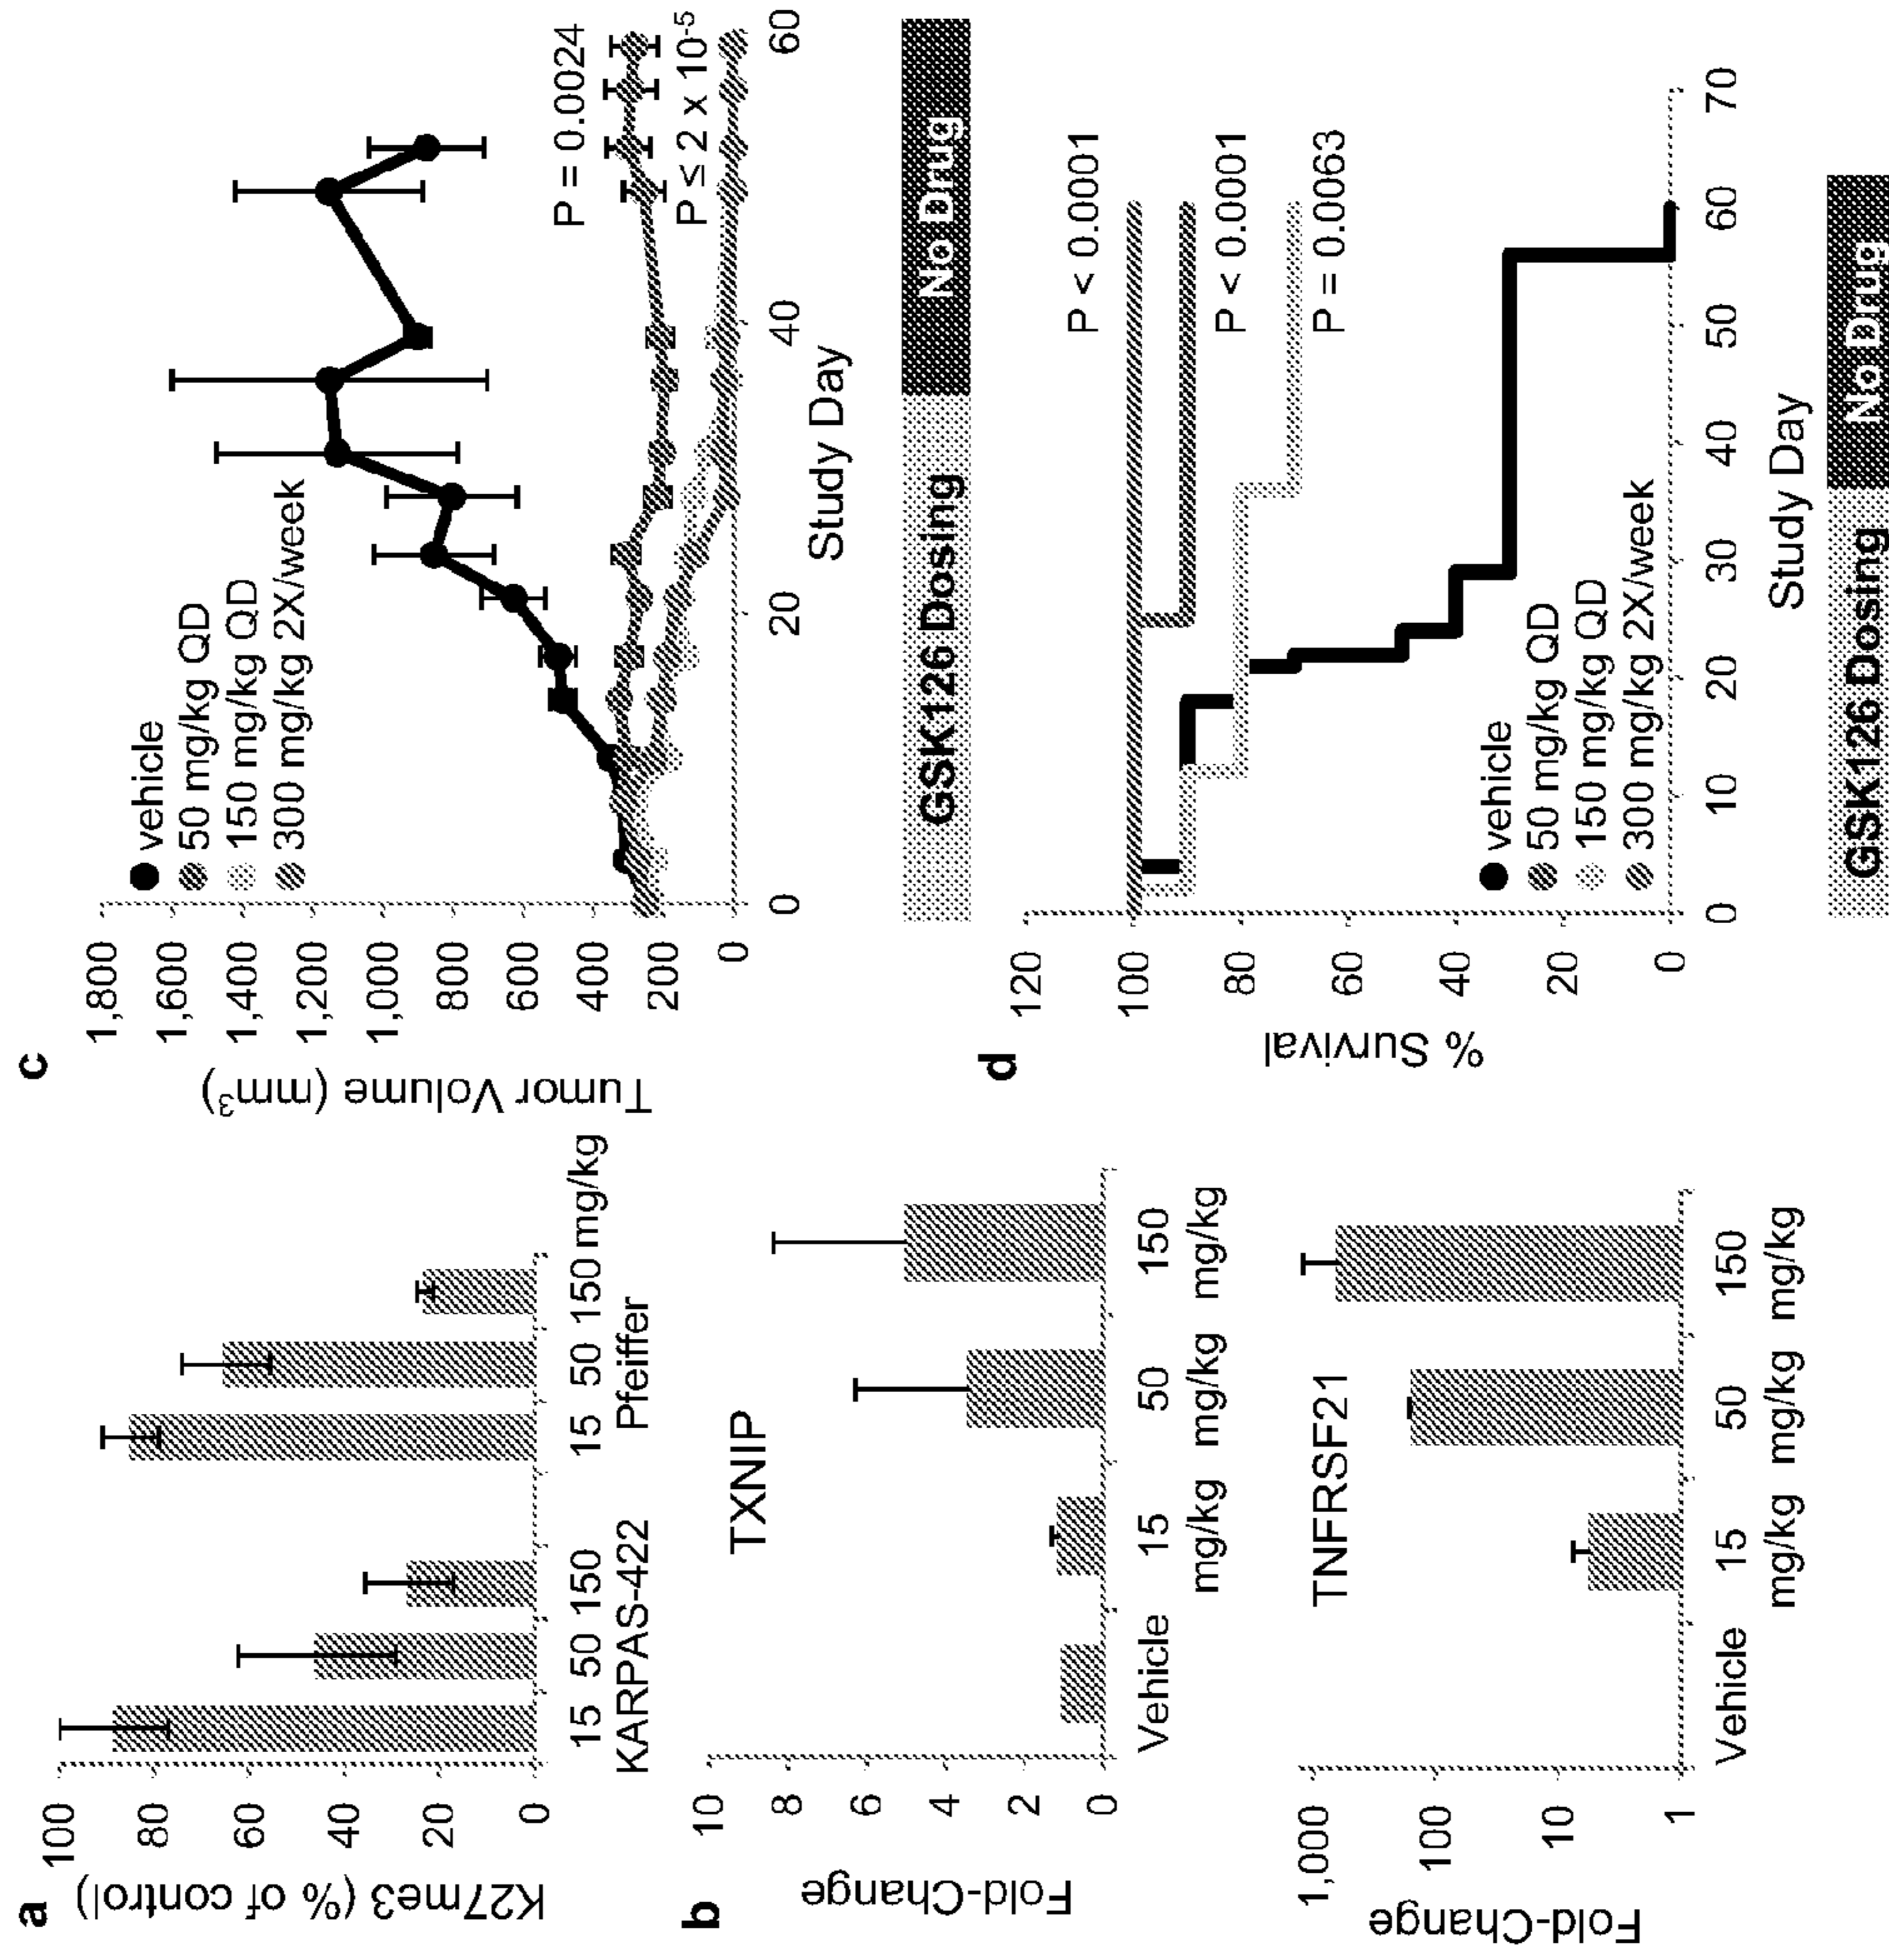 a
K27me3 (% of control)
100
80
60
40
20
0
15 50 150 15 50 150 mg/kg
KARPAS-422 Pfeiffer
b
TXNIP
Fold-Change
10
8
6
4
2
0
Vehicle 15 50 150
mg/kg mg/kg mg/kg
TNFRSF21
Fold-Change
1,000
100
10
1
Vehicle 15 50 150
mg/kg mg/kg mg/kg
c
Tumor Volume (mm³)
1,800
1,600
1,400
1,200
1,000
800
600
400
200
0
vehicle
50 mg/kg QD
150 mg/kg QD
300 mg/kg 2X/week
P = 0.0024
P ≤ 2 x 10⁻⁵
0 20 40 60
Study Day
GSK126 Dosing No Drug
d
% Survival
120
100
80
60
40
20
0
P < 0.0001
P < 0.0001
P = 0.0063
vehicle
50 mg/kg QD
150 mg/kg QD
300 mg/kg 2X/week
0 10 20 30 40 50 60 70
Study Day
GSK126 Dosing No Drug